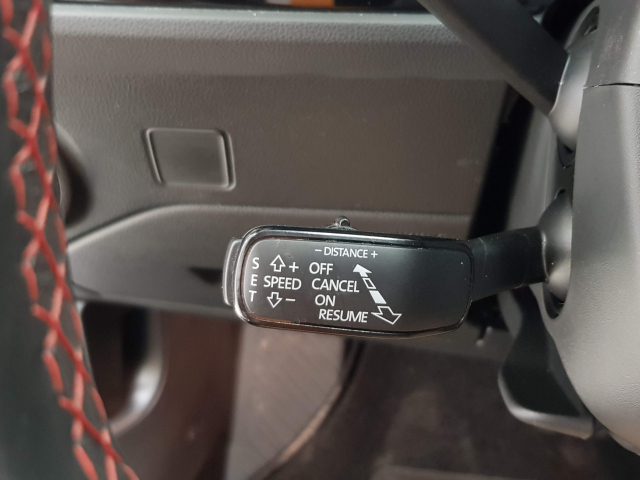 - DISTANCE +
S + OFF
E SPEED CANCEL
T - ON
RESUME